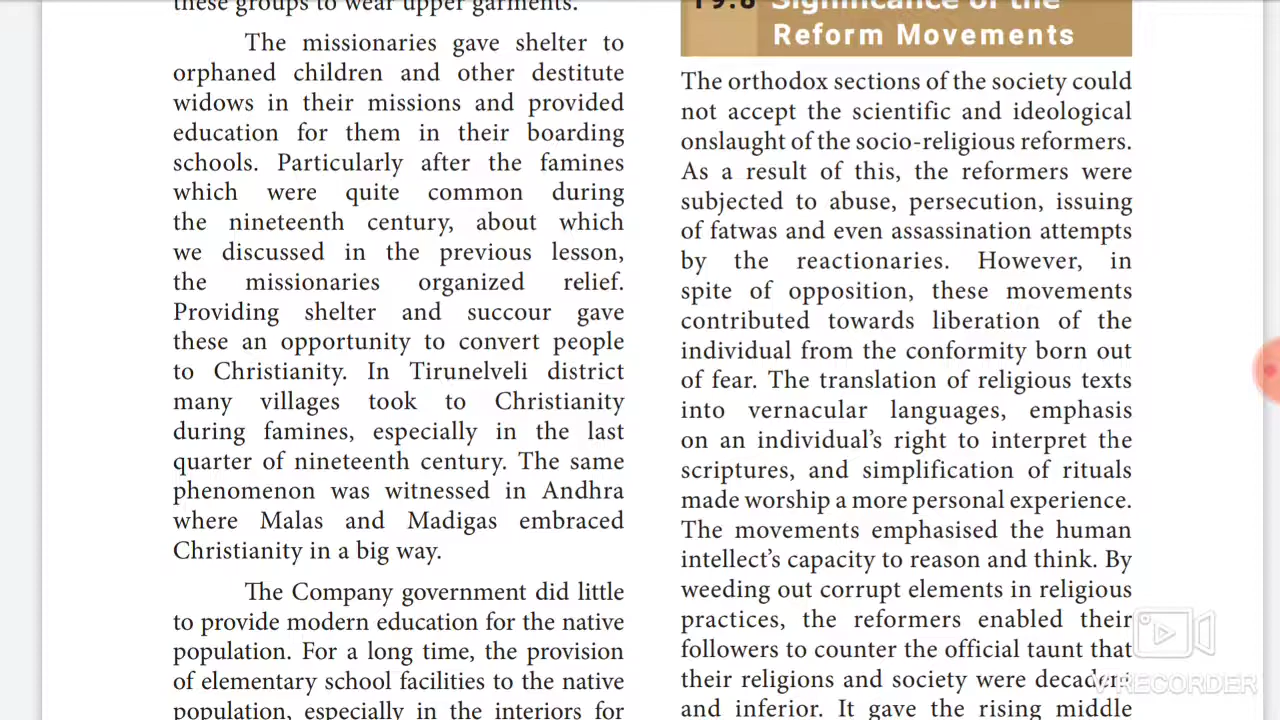 these groups to wear upper garments.
The missionaries gave shelter to
orphaned children and other destitute
widows in their missions and provided
education for them in their boarding
schools. Particularly after the famines
which were quite common during
the nineteenth century, about which
we discussed in the previous lesson,
the missionaries organized relief.
Providing shelter and succour gave
these an opportunity to convert people
to Christianity. In Tirunelveli district
many villages took to Christianity
during famines, especially in the last
quarter of nineteenth century. The same
phenomenon was witnessed in Andhra
where Malas and Madigas embraced
Christianity in a big way.
The Company government did little
to provide modern education for the native
population. For a long time, the provision
of elementary school facilities to the native
population, especially in the interiors for
19.8 Significance of the
Reform Movements
The orthodox sections of the society could
not accept the scientific and ideological
onslaught of the socio-religious reformers.
As a result of this, the reformers were
subjected to abuse, persecution, issuing
of fatwas and even assassination attempts
by the reactionaries. However, in
spite of opposition, these movements
contributed towards liberation of the
individual from the conformity born out
of fear. The translation of religious texts
into vernacular languages, emphasis
on an individual's right to interpret the
scriptures, and simplification of rituals
made worship a more personal experience.
The movements emphasised the human
intellect's capacity to reason and think. By
weeding out corrupt elements in religious
practices, the reformers enabled their
followers to counter the official taunt that
their religions and society were decadent
and inferior. It gave the rising middle
V RECORDER